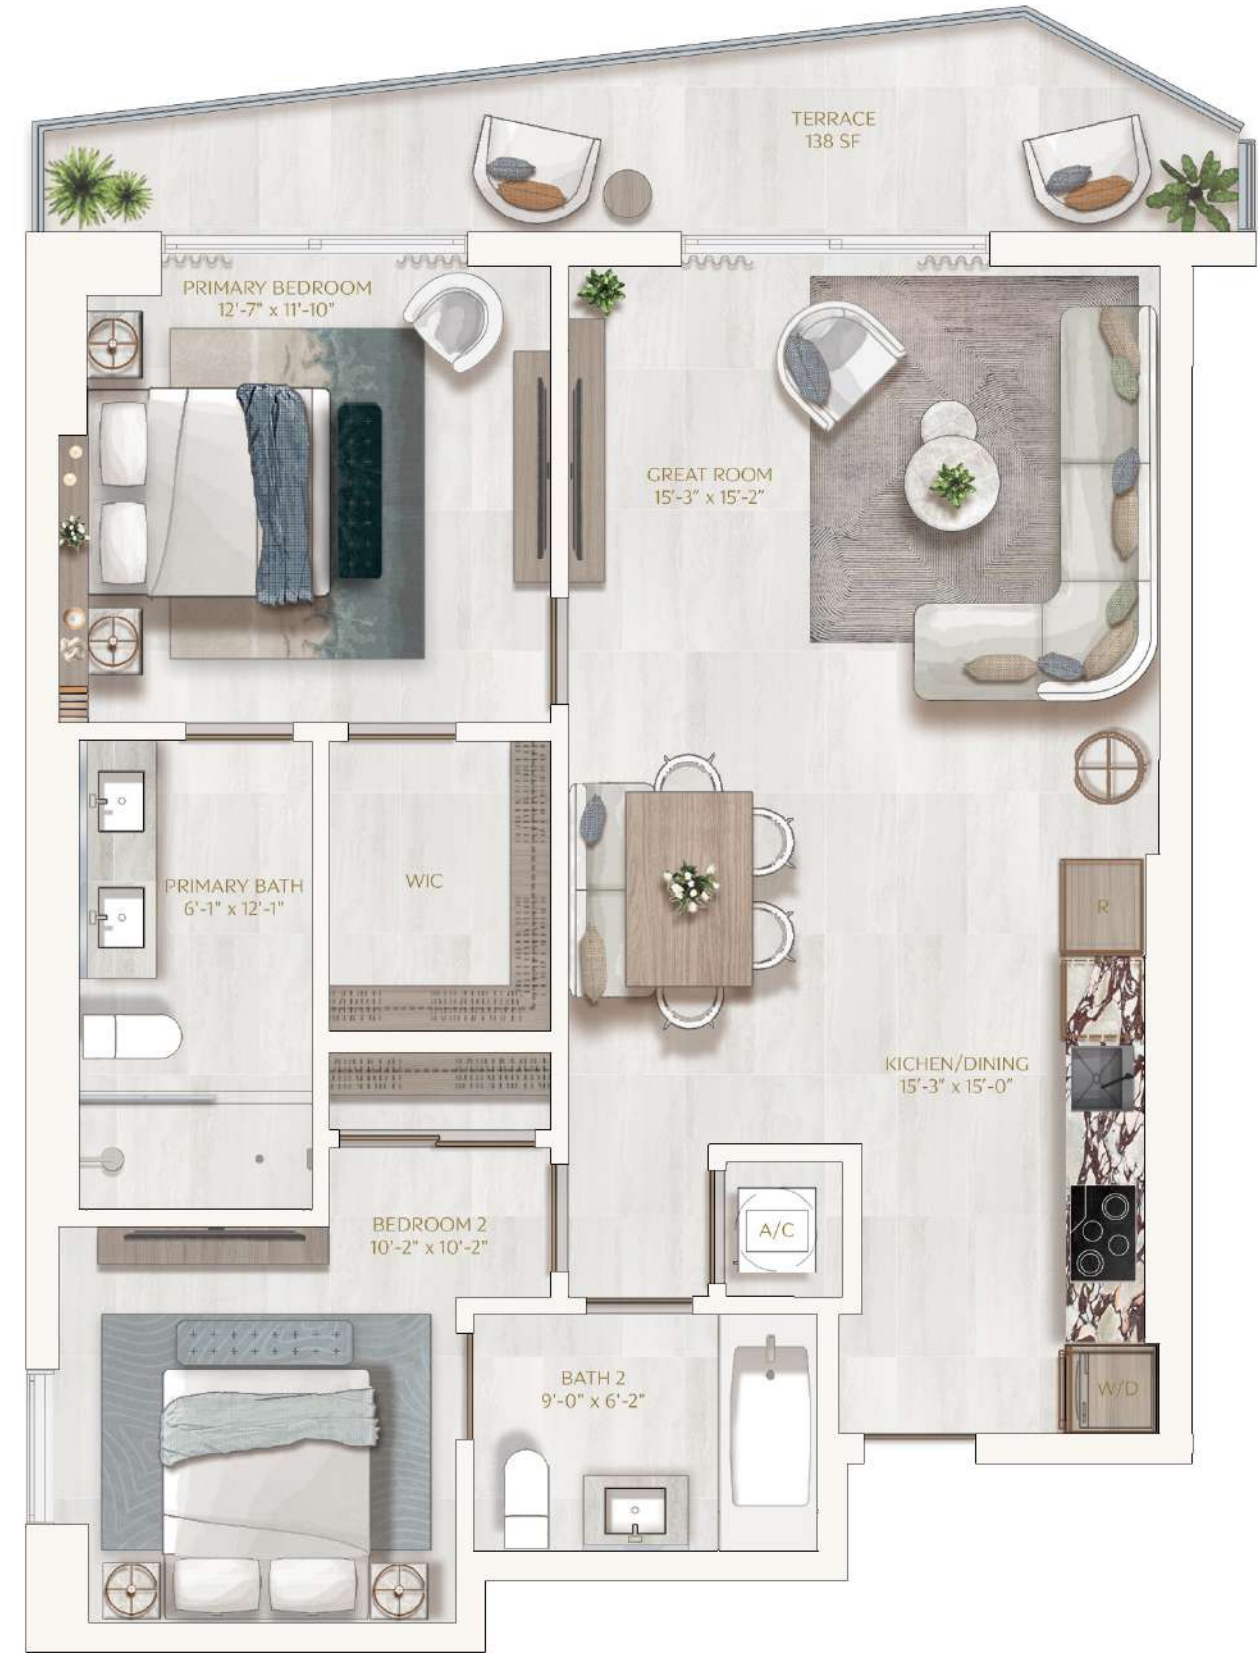 TERRACE
138 SF
PRIMARY BEDROOM
12'-7" x 11'-10"
GREAT ROOM
15'-3" x 15'-2"
PRIMARY BATH
6'-1" x 12'-1"
WIC
R
KICHEN/DINING
15'-3" x 15'-0"
BEDROOM 2
10'-2" x 10'-2"
A/C
BATH 2
9'-0" x 6'-2"
W/D